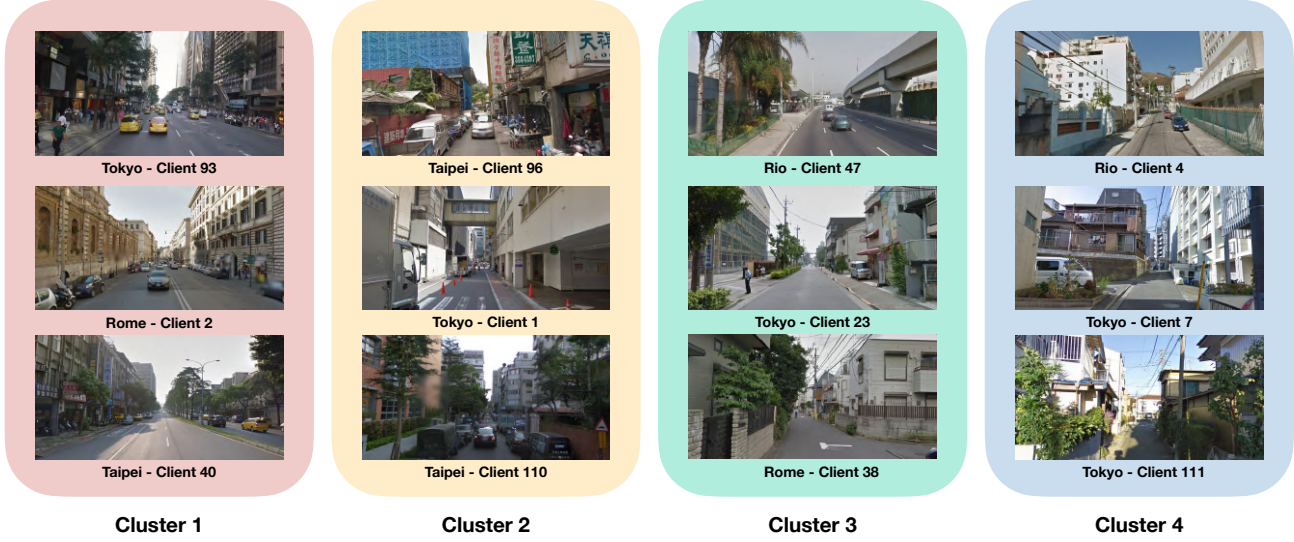 天祥
Tokyo - Client 93
Taipei - Client 96
Rio - Client 47
Rio - Client 4
Rome - Client 2
Tokyo - Client 1
Tokyo - Client 23
Tokyo - Client 7
Taipei - Client 40
Taipei - Client 110
Rome - Client 38
Tokyo - Client 111
Cluster 1
Cluster 2
Cluster 3
Cluster 4